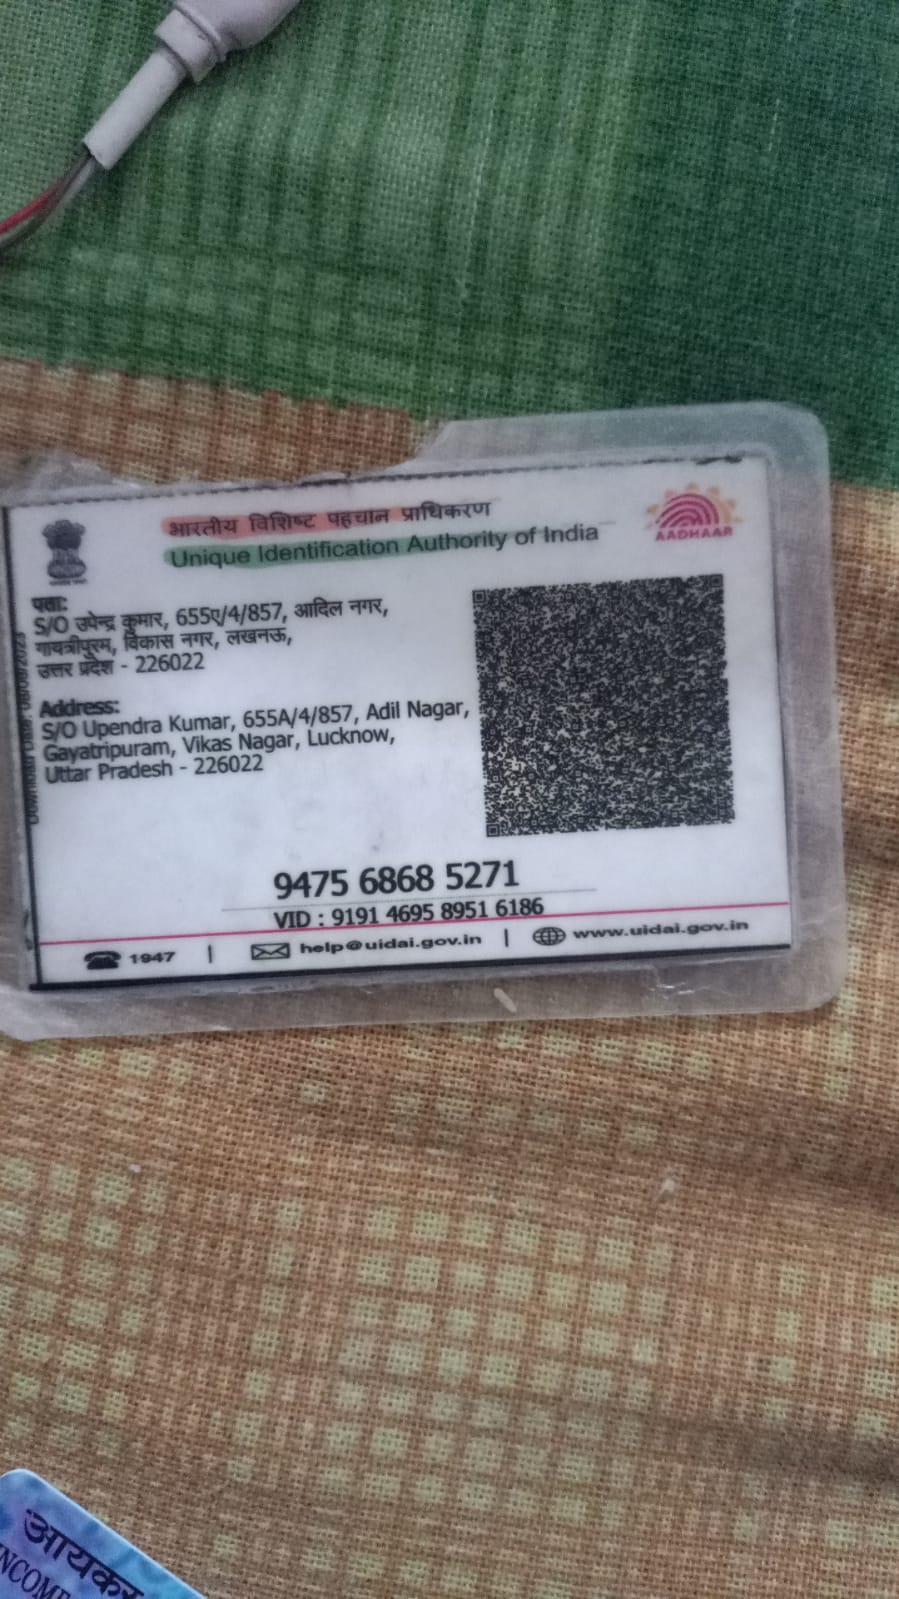 भारतीय विशिष्ट पहचान प्राधिकरण
Unique Identification Authority of India
AADHAAR
पता:
S/O उपेन्द्र कुमार, 655ए/4/857, आदिल नगर,
गायत्रीपुरम, विकास नगर, लखनऊ,
उत्तर प्रदेश - 226022
Address:
S/O Upendra Kumar, 655A/4/857, Adil Nagar,
Gayatripuram, Vikas Nagar, Lucknow,
Uttar Pradesh - 226022
9475 6868 5271
VID : 9191 4695 8951 6186
1947 | help@uidai.gov.in | www.uidai.gov.in
आयकर